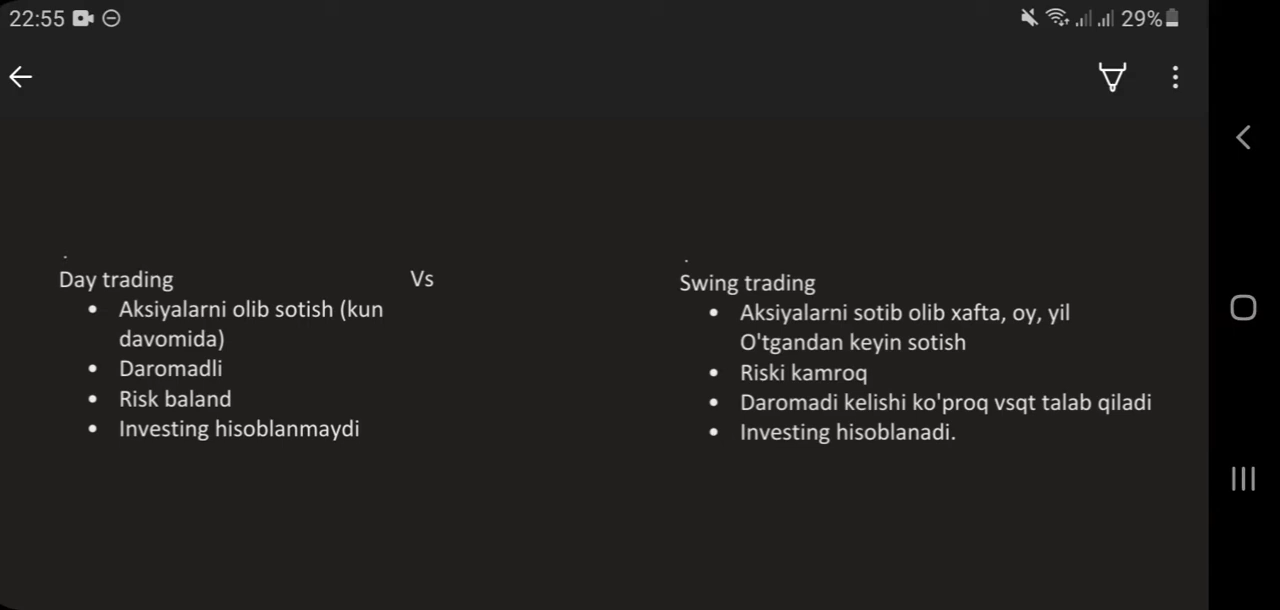 22:55
29%
Day trading
Vs
Aksiyalarni olib sotish (kun
davomida)
Daromadli
Risk baland
Investing hisoblanmaydi
Swing trading
Aksiyalarni sotib olib xafta, oy, yil
O'tgandan keyin sotish
Riski kamroq
Daromadi kelishi ko'proq vsqt talab qiladi
Investing hisoblanadi.